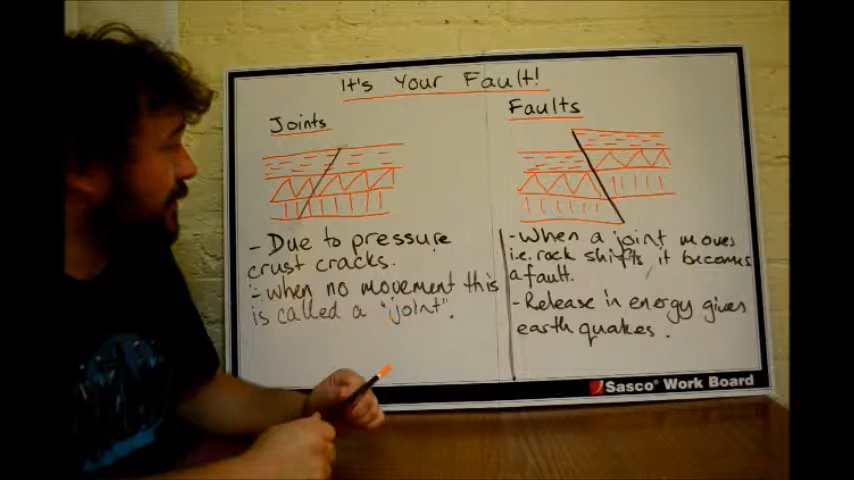 It's Your Fault!
Joints
- Due to pressure
crust cracks.
- when no movement this
is called a "joint".
Faults
- When a joint moves
i.e. rock shifts it becomes
a fault.
- Release in energy gives
earth quakes.
Sasco® Work Board